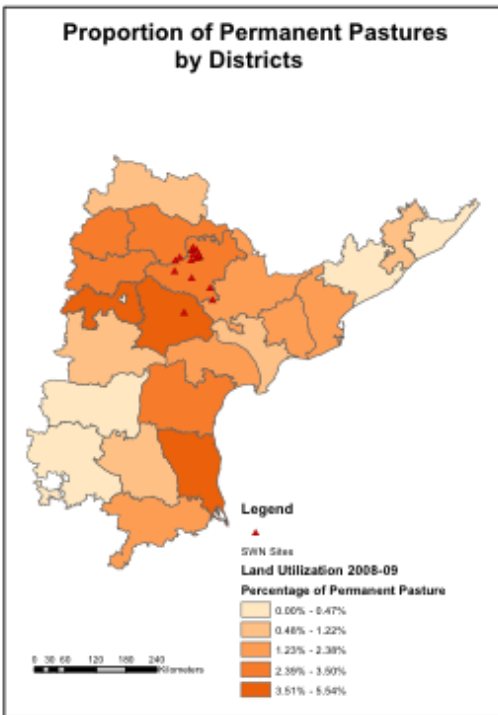 Proportion of Permanent Pastures
by Districts
Legend
SWN Sites
Land Utilization 2008-09
Percentage of Permanent Pasture
0.00% - 0.47%
0.48% - 1.22%
1.23% - 2.38%
2.39% - 3.50%
3.51% - 5.54%
0 30 60 120 180 240
Kilometers